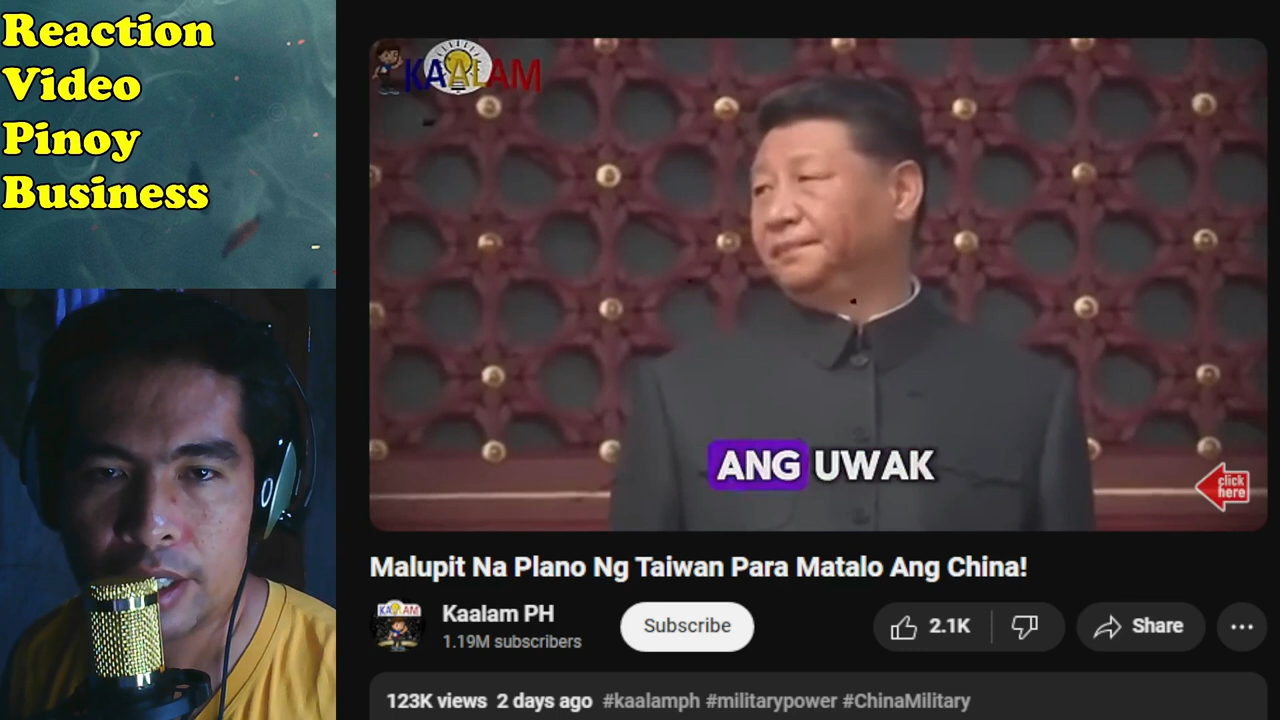 Reaction
Video
Pinoy
Business
KAALAM
ANG UWAK
click
here
Malupit Na Plano Ng Taiwan Para Matalo Ang China!
KAALAM
Kaalam PH
1.19M subscribers
Subscribe
2.1K
Share
123K views 2 days ago #kaalamph #militarypower #ChinaMilitary